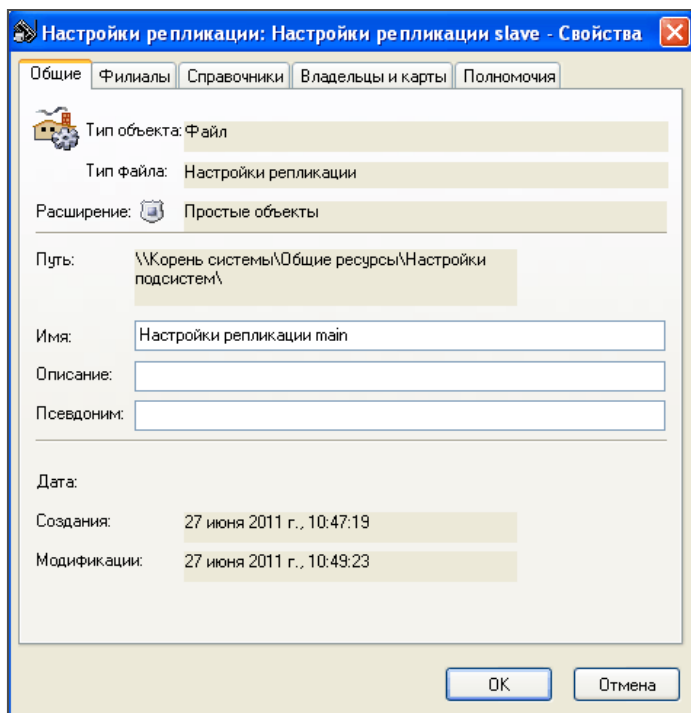 Настройки репликации: Настройки репликации slave - Свойства
Общие Филиалы Справочники Владельцы и карты Полномочия
Тип объекта: Файл
Тип файла: Настройки репликации
Расширение: Простые объекты
Путь: \\Корень системы\Общие ресурсы\Настройки
подсистем\
Имя: Настройки репликации main
Описание:
Псевдоним:
Дата:
Создания: 27 июня 2011 г., 10:47:19
Модификации: 27 июня 2011 г., 10:49:23
OK Отмена